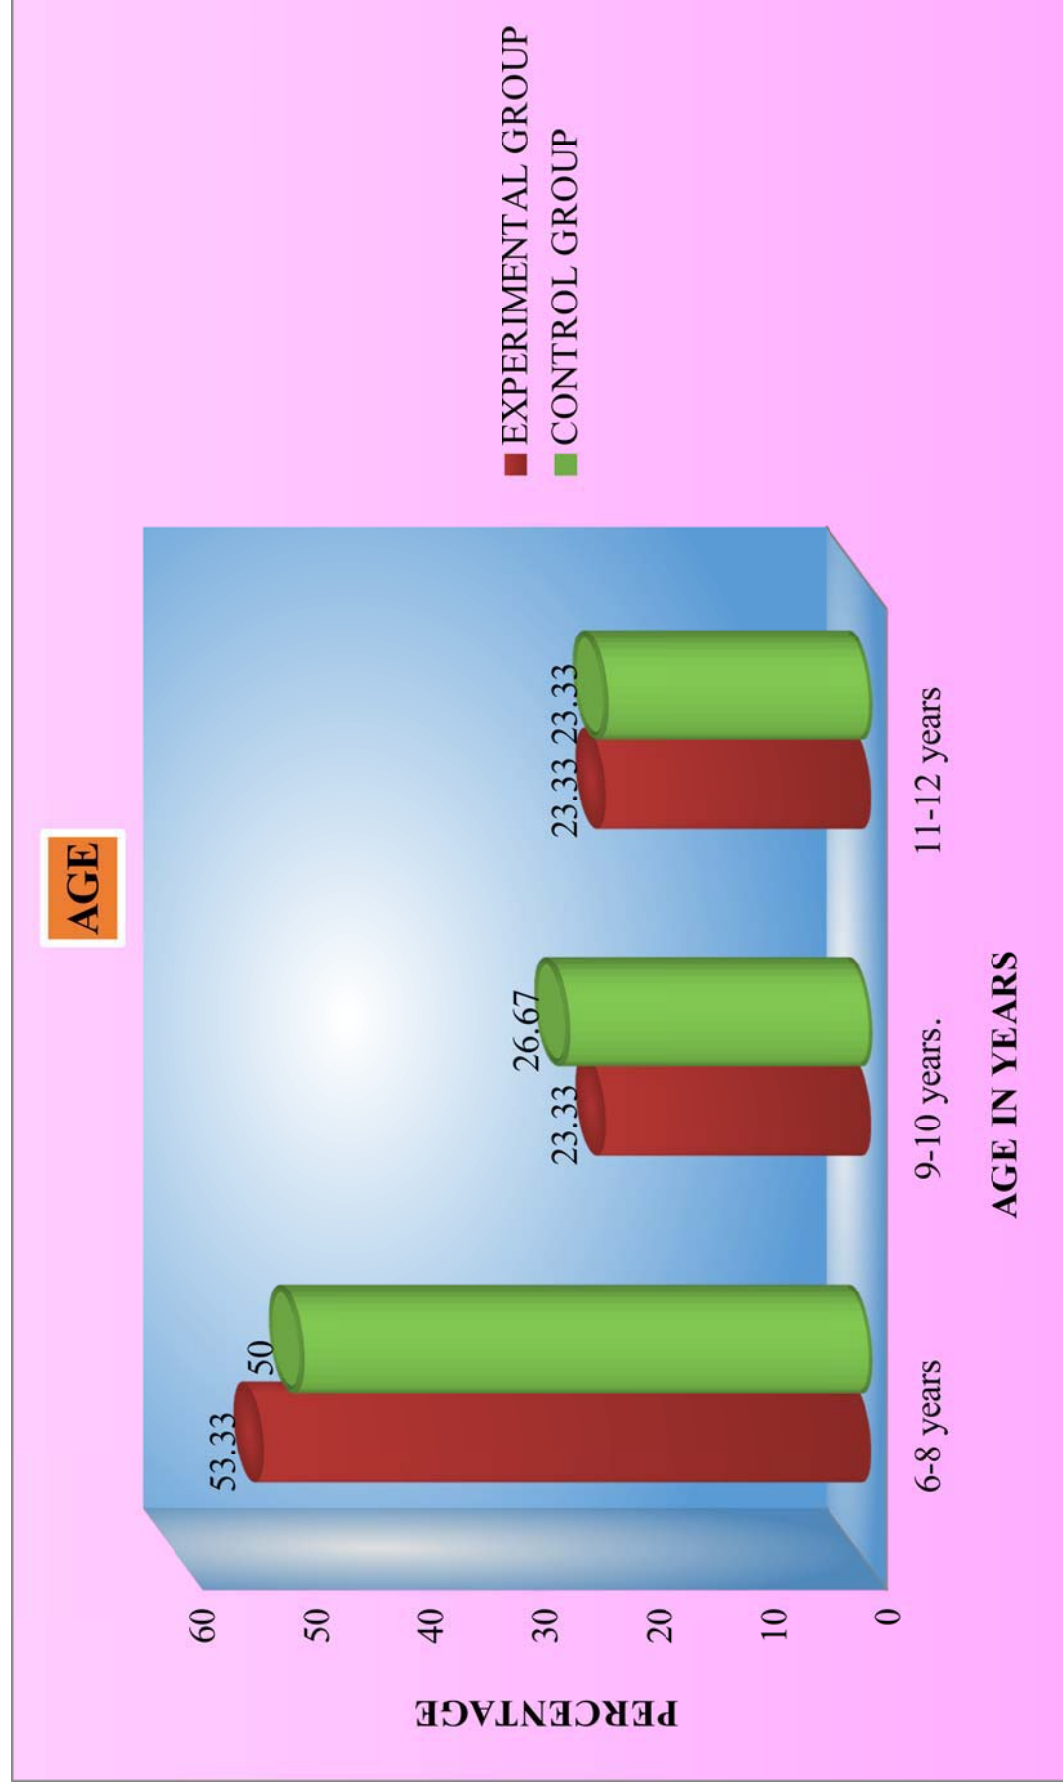 AGE
PERCENTAGE
60
50
40
30
20
10
0
53.33
50
23.33
26.67
23.33
23.33
6-8 years
9-10 years.
11-12 years
AGE IN YEARS
EXPERIMENTAL GROUP
CONTROL GROUP